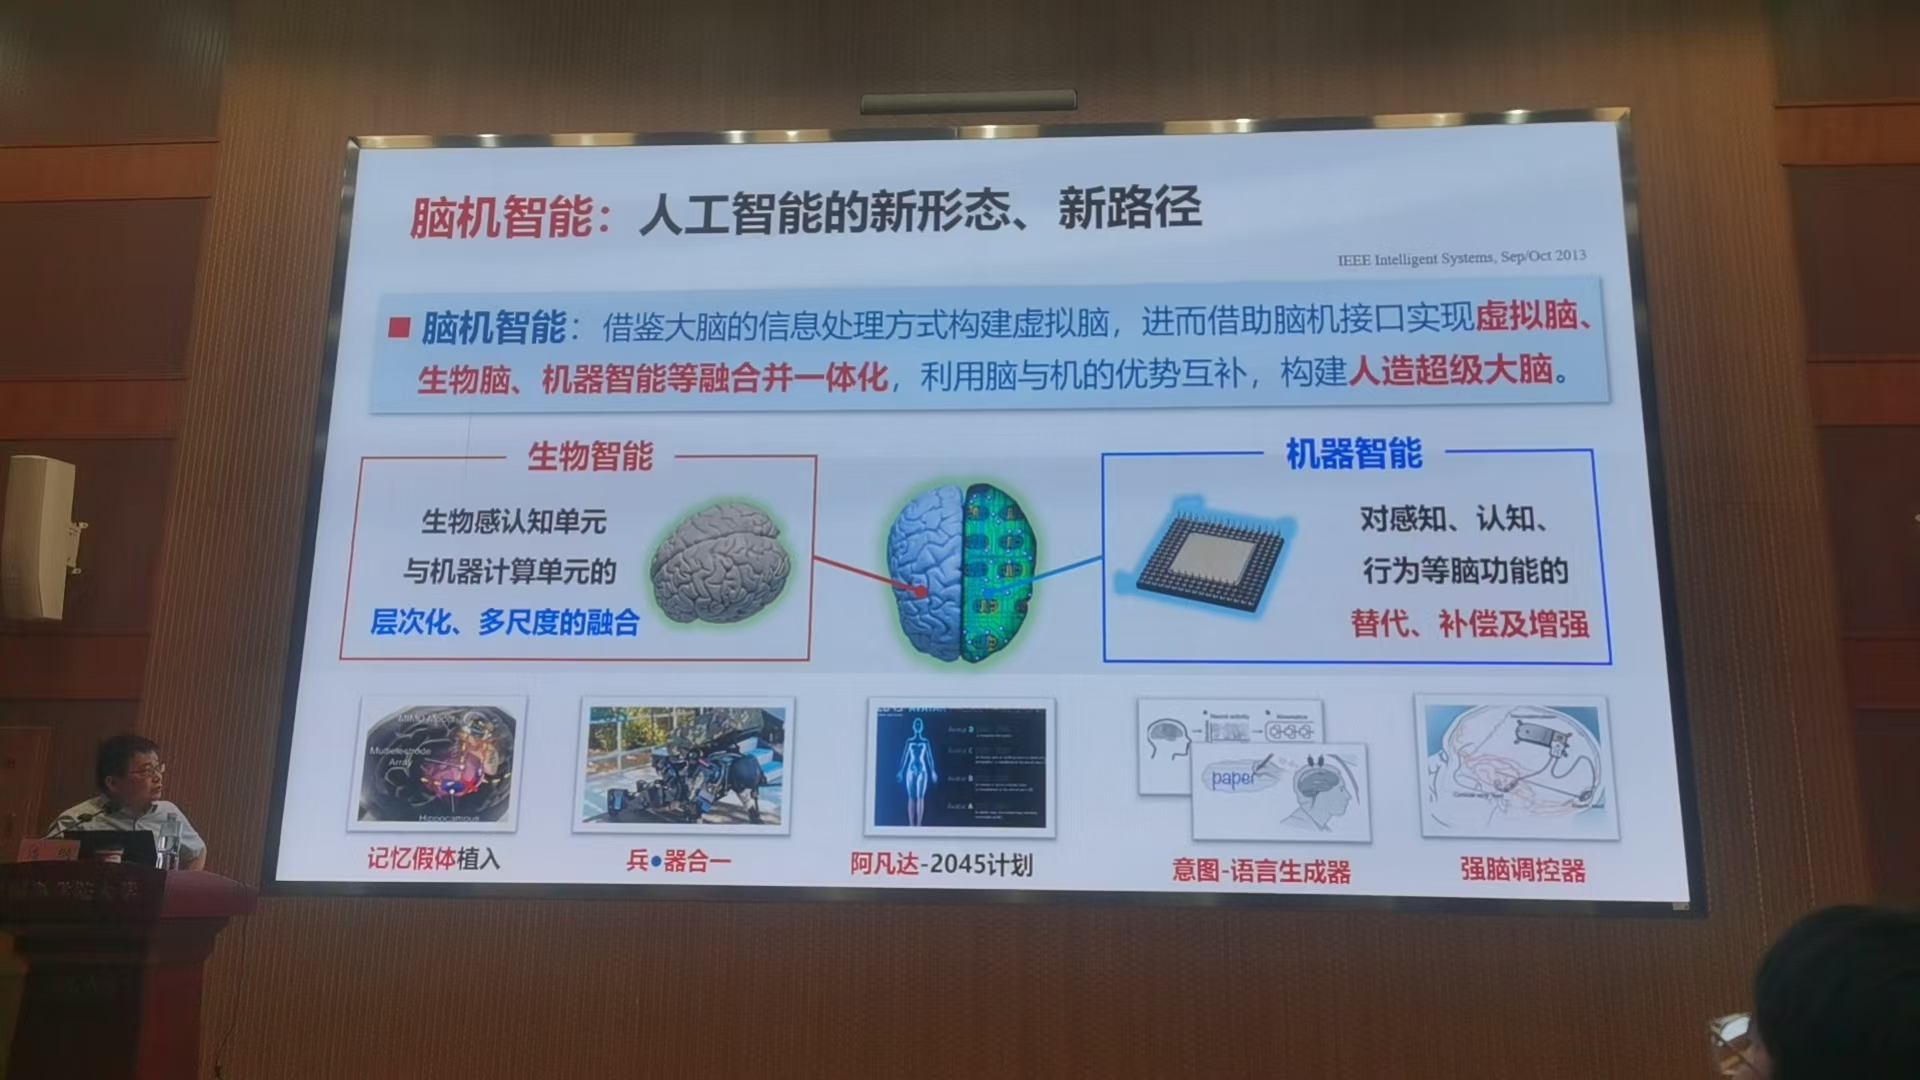 脑机智能：人工智能的新形态、新路径
IEEE Intelligent Systems, Sep/Oct 2013
脑机智能：借鉴大脑的信息处理方式构建虚拟脑，进而借助脑机接口实现虚拟脑、
生物脑、机器智能等融合并一体化，利用脑与机的优势互补，构建人造超级大脑。
生物智能
生物感认知单元
与机器计算单元的
层次化、多尺度的融合
机器智能
对感知、认知、
行为等脑功能的
替代、补偿及增强
MIMO Model
Multielectrode
Array
Hippocampus
记忆假体植入
兵•器合一
AVATAR
Avatar D
Avatar C
Avatar B
Avatar A
阿凡达-2045计划
Neural activity
Kinematics
paper
意图-语言生成器
强脑调控器